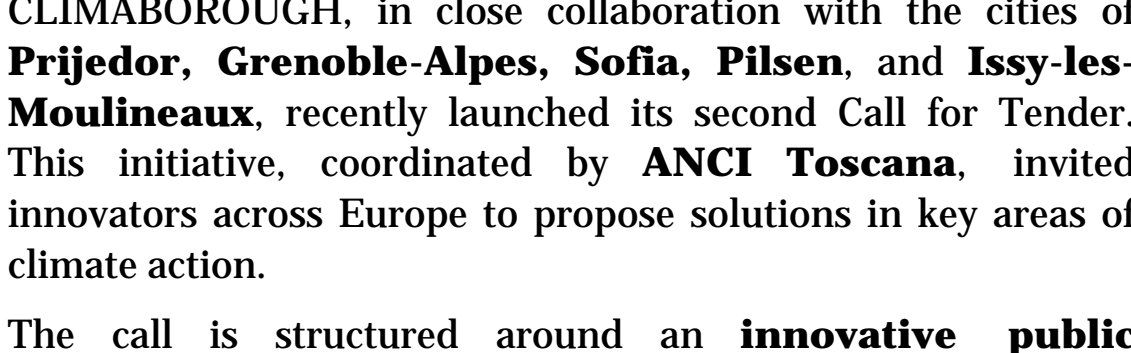 CLIMABOROUGH, in close collaboration with the cities of
Prijedor, Grenoble-Alpes, Sofia, Pilsen, and Issy-les-
Moulineaux, recently launched its second Call for Tender.
This initiative, coordinated by ANCI Toscana, invited
innovators across Europe to propose solutions in key areas of
climate action.
The call is structured around an innovative public